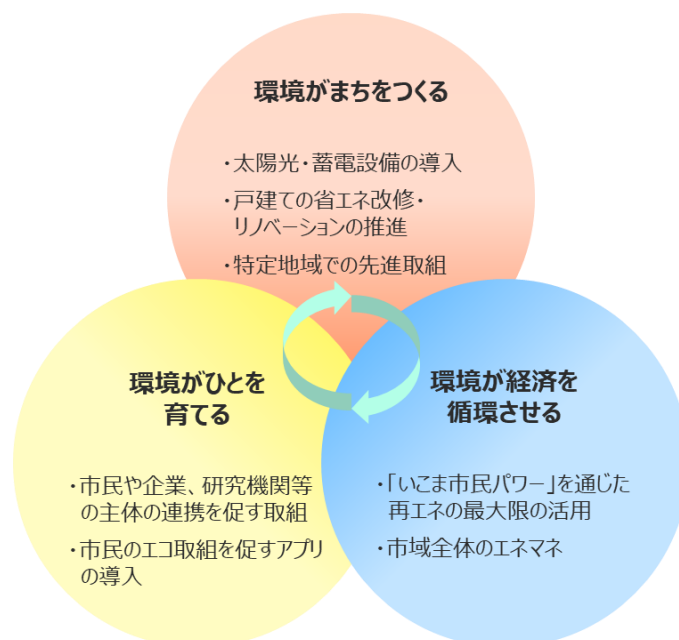 環境がまちをつくる
・太陽光・蓄電設備の導入
・戸建ての省エネ改修・
リノベーションの推進
・特定地域での先進取組
環境がひとを
育てる
・市民や企業、研究機関等
の主体の連携を促す取組
・市民のエコ取組を促すアプリ
の導入
環境が経済を
循環させる
・「いこま市民パワー」を通じた
再エネの最大限の活用
・市域全体のエネマネ